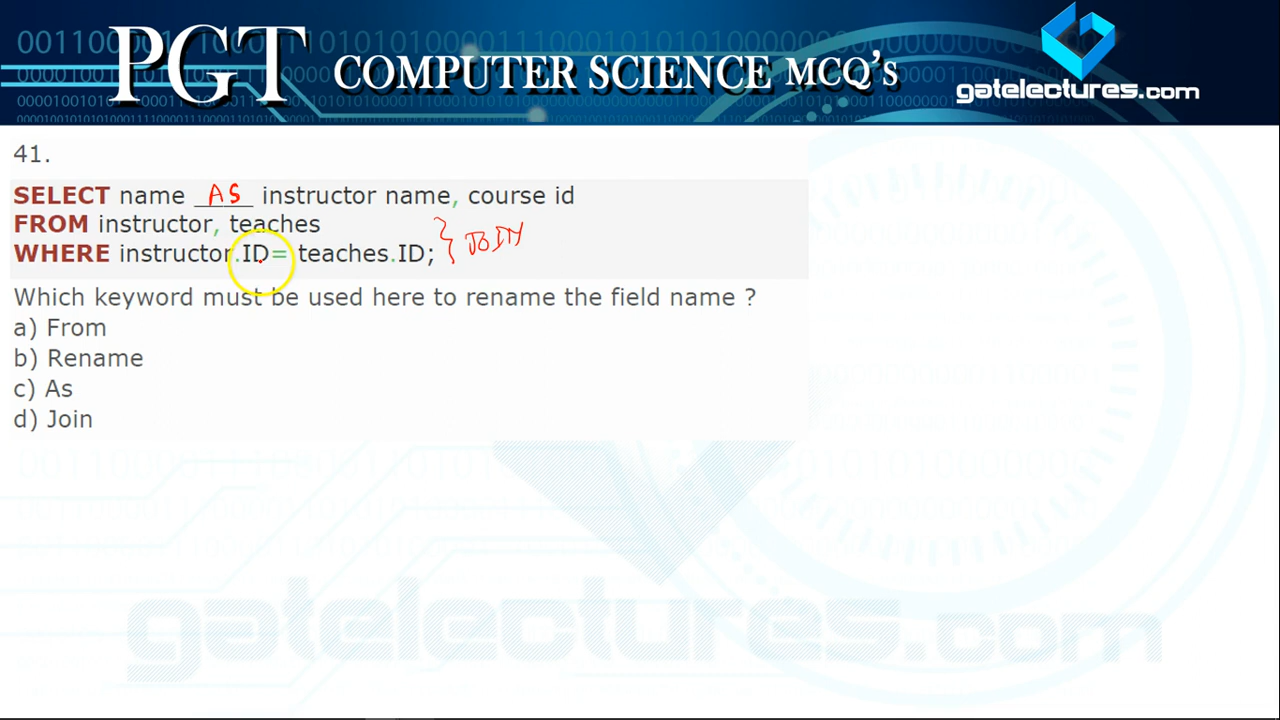 PGT COMPUTER SCIENCE MCQ's
gatelectures.com
41.
SELECT name AS instructor name, course id
FROM instructor, teaches
WHERE instructor.ID= teaches.ID; } JOIN
Which keyword must be used here to rename the field name ?
a) From
b) Rename
c) As
d) Join
gatelectures.com